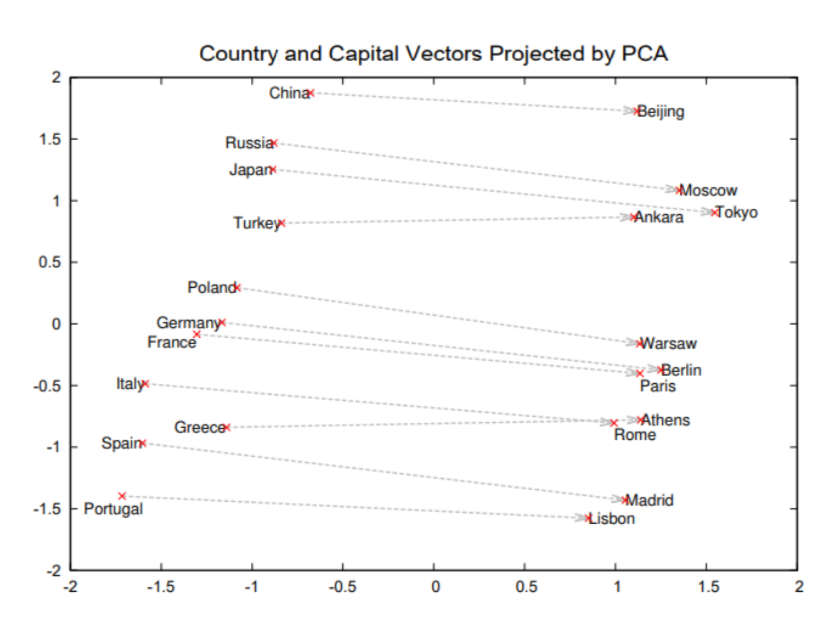 Country and Capital Vectors Projected by PCA
2
China
Beijing
1.5
Russia
Japan
Moscow
1
Tokyo
Turkey
Ankara
0.5
Poland
Germany
0
France
Warsaw
Berlin
-0.5
Italy
Paris
Greece
Athens
Rome
-1
Spain
Madrid
-1.5
Portugal
Lisbon
-2
-2 -1.5 -1 -0.5 0 0.5 1 1.5 2